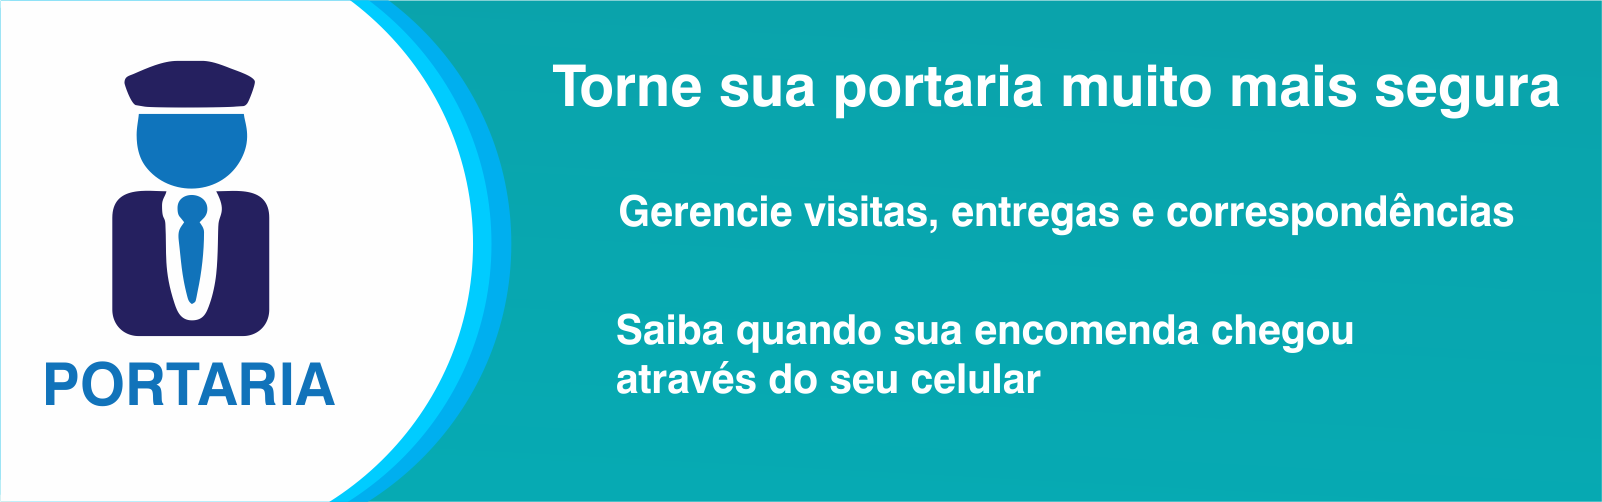 PORTARIA
Torne sua portaria muito mais segura
Gerencie visitas, entregas e correspondências
Saiba quando sua encomenda chegou
através do seu celular